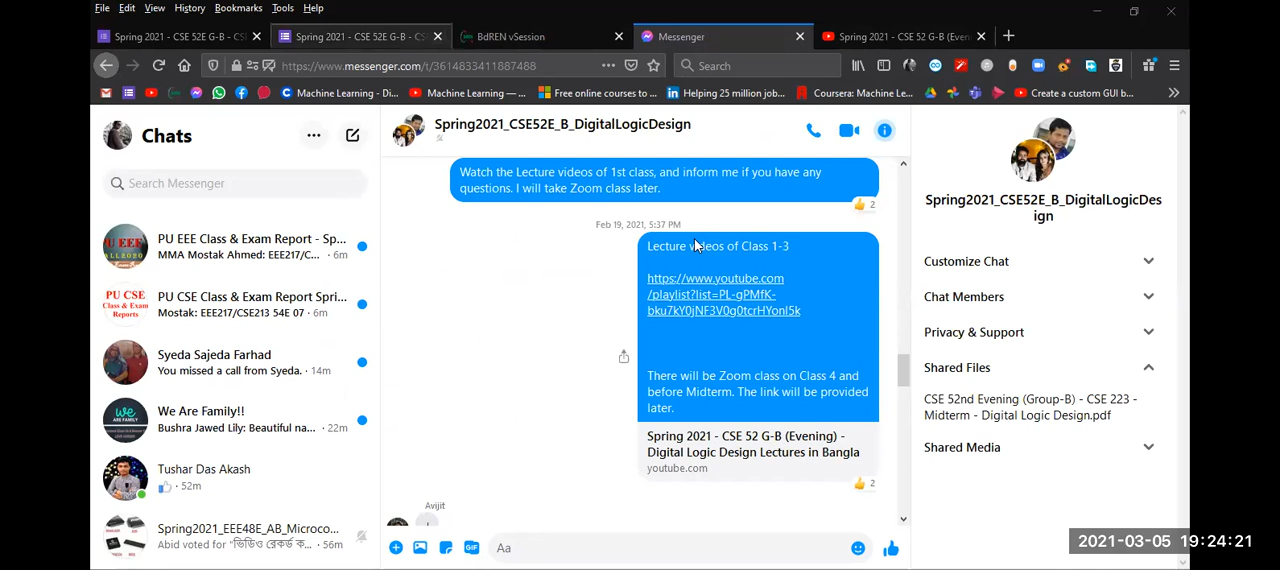 File Edit View History Bookmarks Tools Help
Spring 2021 - CSE 52E G-B - CS
Spring 2021 - CSE 52E G-B - CS
BdREN vSession
Messenger
Spring 2021 - CSE 52 G-B (Even
https://www.messenger.com/t/3614833411887488
Search
Machine Learning - Di...
Machine Learning —...
Free online courses to...
Helping 25 million job...
Coursera: Machine Le...
Create a custom GUI b...
Chats
Search Messenger
PU EEE Class & Exam Report - Sp...
MMA Mostak Ahmed: EEE217/C... · 6m
PU CSE Class & Exam Report Spri...
Mostak: EEE217/CSE213 54E 07 · 6m
Syeda Sajeda Farhad
You missed a call from Syeda. · 14m
We Are Family!!
Bushra Jawed Lily: Beautiful na... · 22m
Tushar Das Akash
· 52m
Spring2021_EEE48E_AB_Microco...
Abid voted for "ভিডিও রেকর্ড ক... · 56m
Spring2021_CSE52E_B_DigitalLogicDesign
Watch the Lecture videos of 1st class, and inform me if you have any
questions. I will take Zoom class later.
2
Feb 19, 2021, 5:37 PM
Lecture videos of Class 1-3
https://www.youtube.com
/playlist?list=PL-gPMfK-
bku7kY0jNF3V0g0tcrHYonl5k
There will be Zoom class on Class 4 and
before Midterm. The link will be provided
later.
Spring 2021 - CSE 52 G-B (Evening) -
Digital Logic Design Lectures in Bangla
youtube.com
2
Avijit
GIF
Aa
Spring2021_CSE52E_B_DigitalLogicDes
ign
Customize Chat
Chat Members
Privacy & Support
Shared Files
CSE 52nd Evening (Group-B) - CSE 223 -
Midterm - Digital Logic Design.pdf
Shared Media
2021-03-05 19:24:21